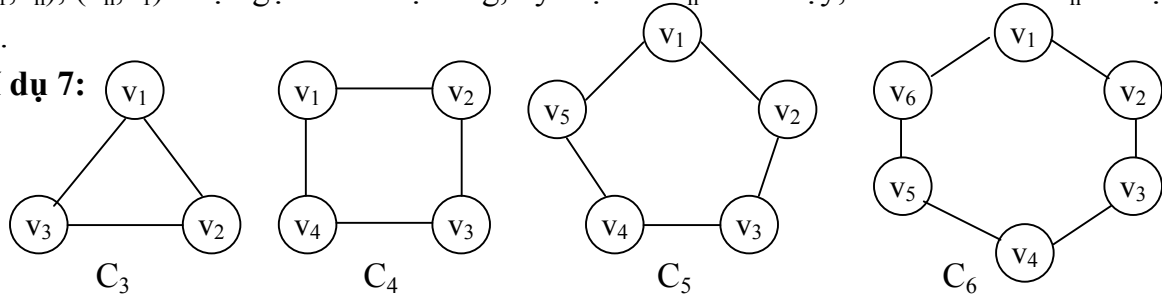 dụ 7:
v₁
v₃ v₂
C₃
v₁ v₂
v₄ v₃
C₄
v₁
v₅ v₂
v₄ v₃
C₅
v₁
v₆ v₂
v₅ v₃
v₄
C₆